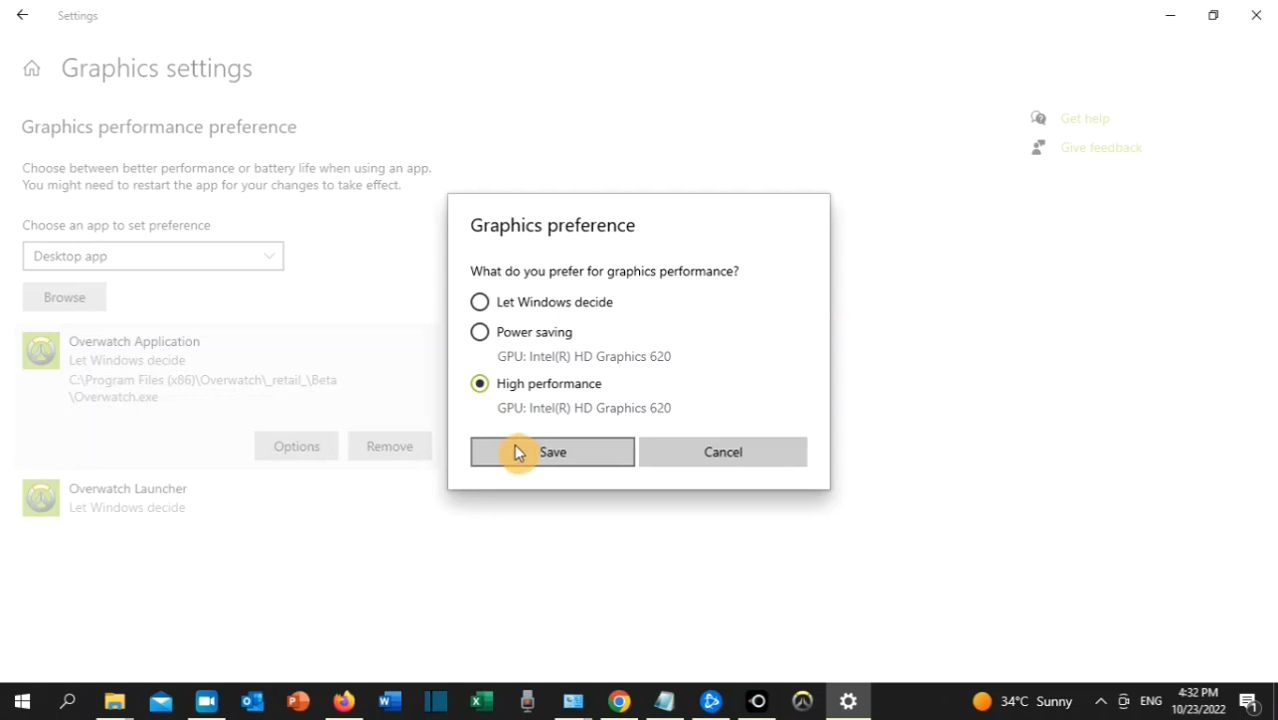 Settings
Graphics settings
Graphics performance preference
Choose between better performance or battery life when using an app.
You might need to restart the app for your changes to take effect.
Choose an app to set preference
Desktop app
Browse
Overwatch Application
Let Windows decide
C:\Program Files (x86)\Overwatch\_retail_\Beta
\Overwatch.exe
Options
Remove
Overwatch Launcher
Let Windows decide
Get help
Give feedback
Graphics preference
What do you prefer for graphics performance?
Let Windows decide
Power saving
GPU: Intel(R) HD Graphics 620
High performance
GPU: Intel(R) HD Graphics 620
Save
Cancel
34°C Sunny
ENG
4:32 PM
10/23/2022
1